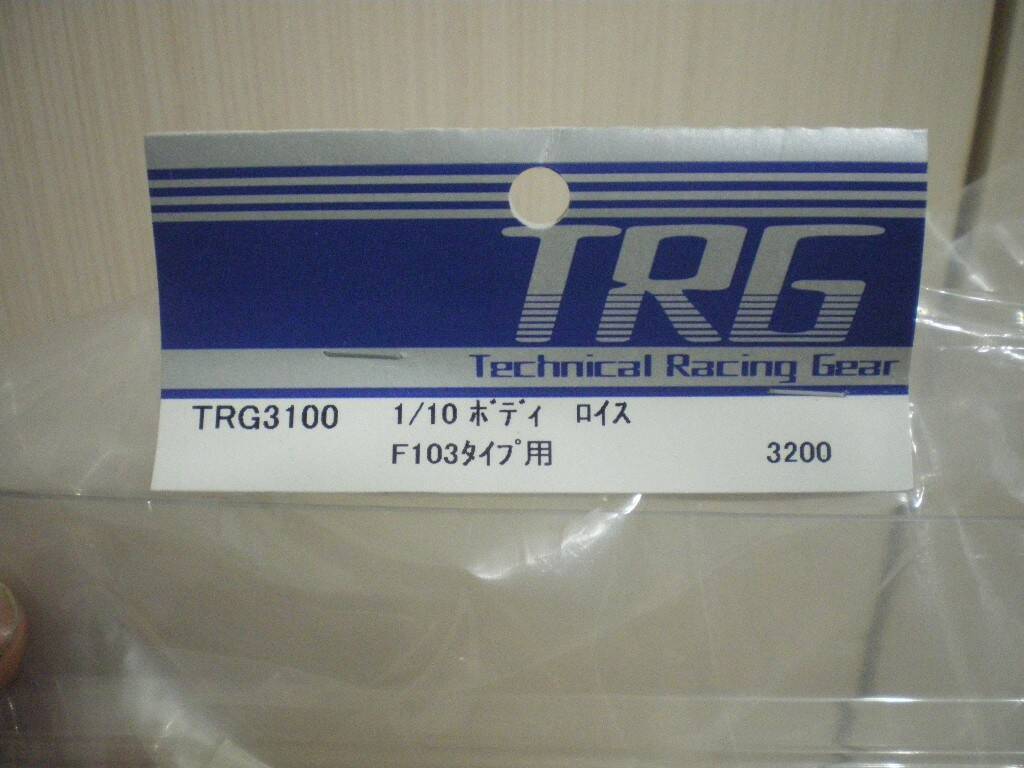 TRG
Technical Racing Gear
TRG3100 1/10 ﾎﾞﾃﾞｨ ﾛｲｽ
F103ﾀｲﾌﾟ用 3200